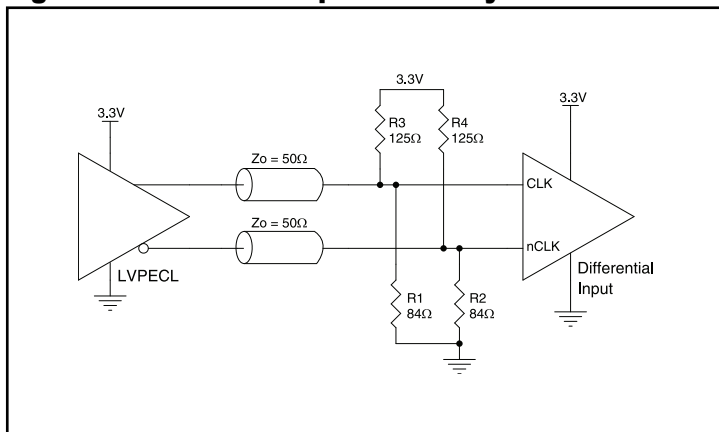 3.3V
3.3V
3.3V
R3
125Ω
R4
125Ω
Zo = 50Ω
CLK
Zo = 50Ω
nCLK
LVPECL
Differential
Input
R1
84Ω
R2
84Ω